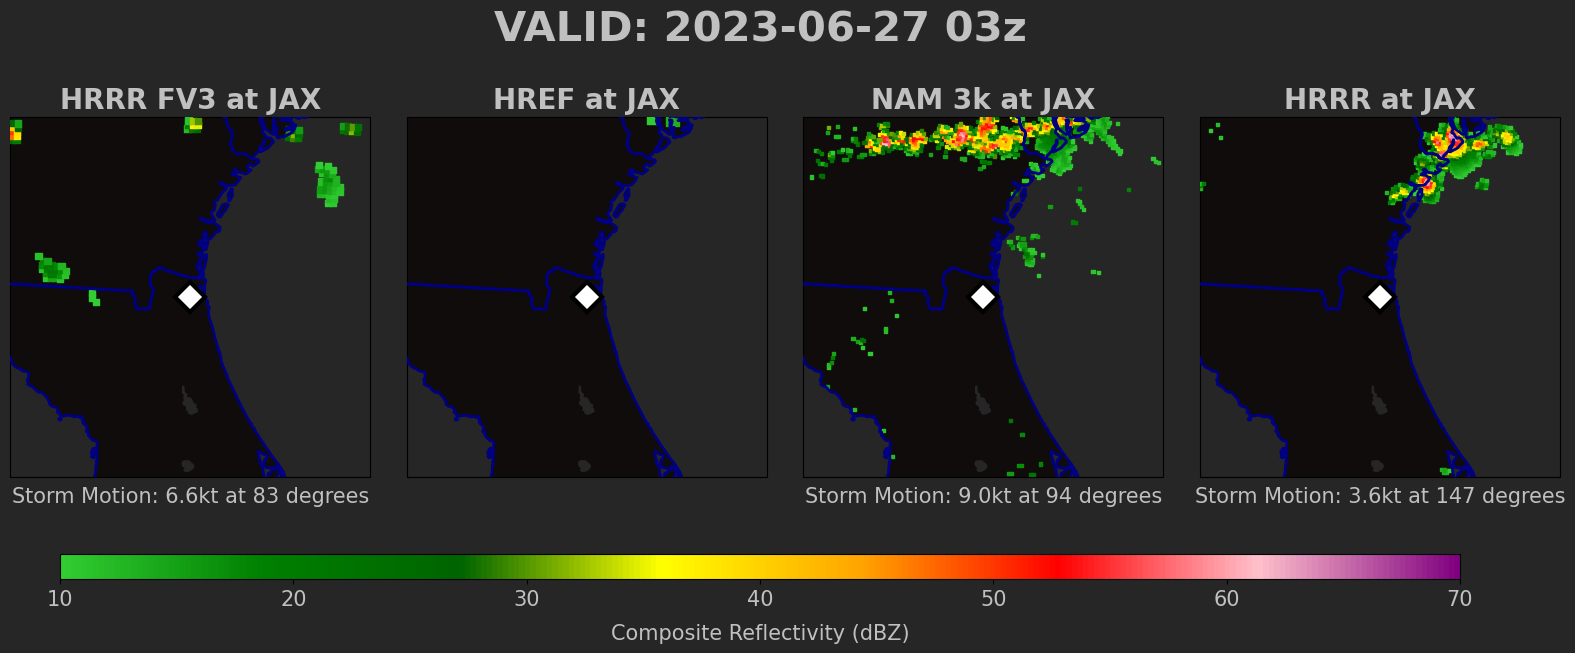 VALID: 2023-06-27 03z
HRRR FV3 at JAX
HREF at JAX
NAM 3k at JAX
HRRR at JAX
Storm Motion: 6.6kt at 83 degrees
Storm Motion: 9.0kt at 94 degrees
Storm Motion: 3.6kt at 147 degrees
10 20 30 40 50 60 70
Composite Reflectivity (dBZ)